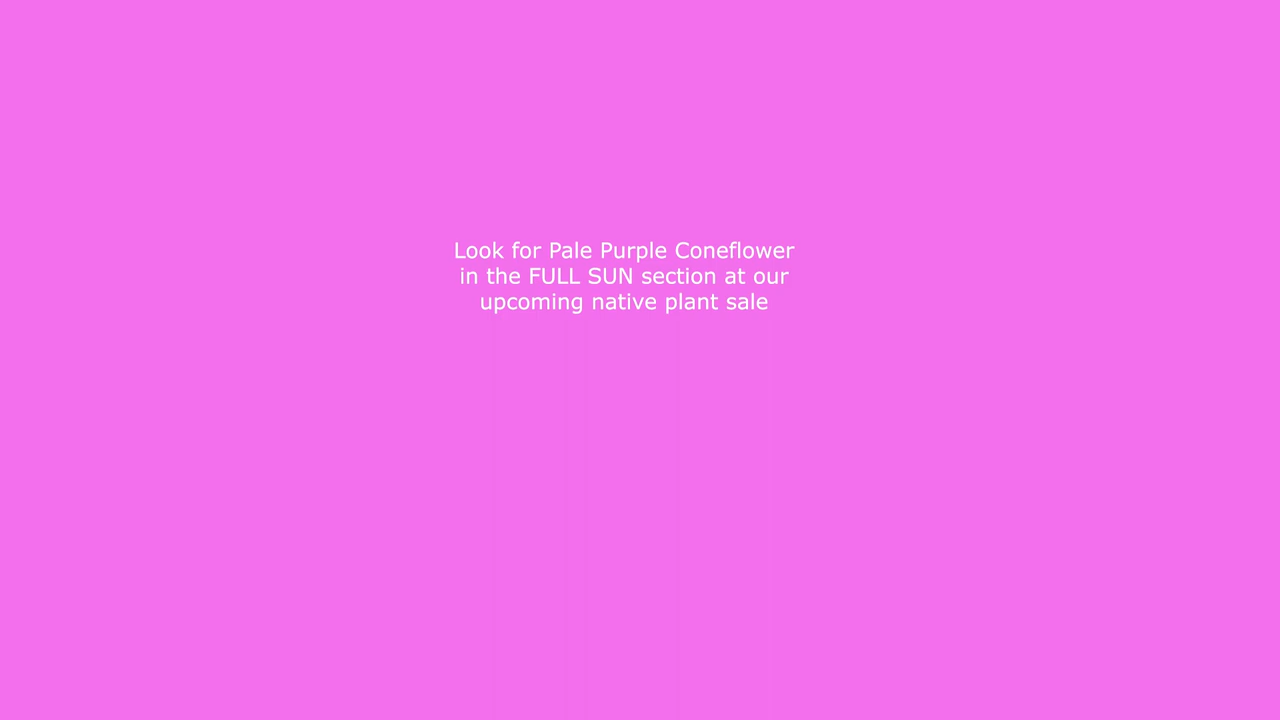 Look for Pale Purple Coneflower
in the FULL SUN section at our
upcoming native plant sale